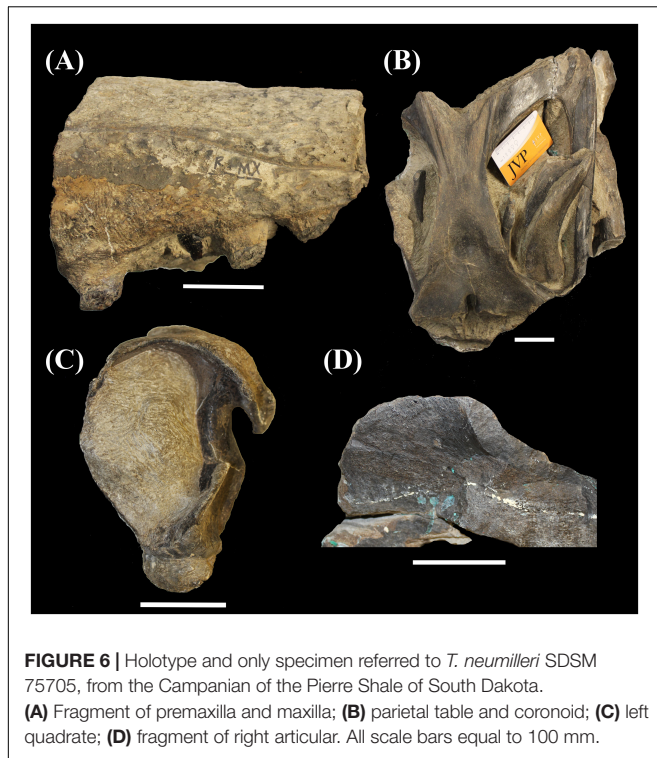 (A)
(B)
R-MX
JVP
(C)
(D)
FIGURE 6 | Holotype and only specimen referred to T. neumilleri SDSM
75705, from the Campanian of the Pierre Shale of South Dakota.
(A) Fragment of premaxilla and maxilla; (B) parietal table and coronoid; (C) left
quadrate; (D) fragment of right articular. All scale bars equal to 100 mm.